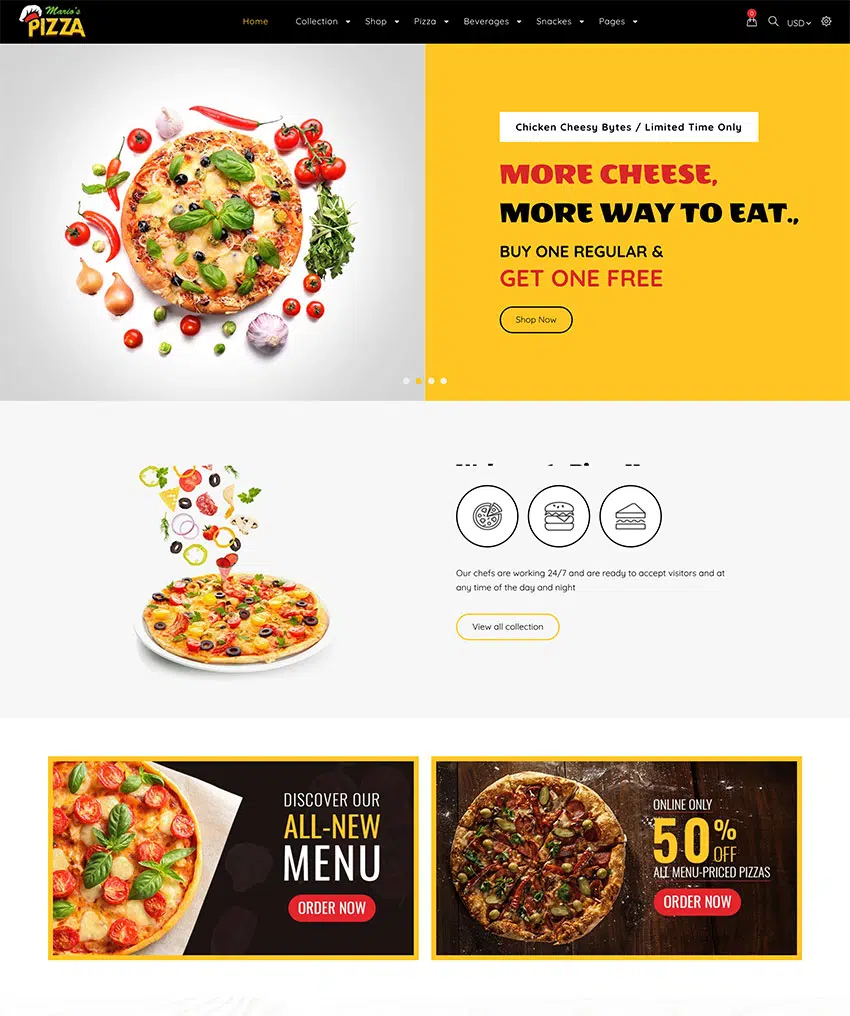 Mario's
PIZZA
Home Collection Shop Pizza Beverages Snackes Pages
0
USD
Chicken Cheesy Bytes / Limited Time Only
MORE CHEESE,
MORE WAY TO EAT.,
BUY ONE REGULAR &
GET ONE FREE
Shop Now
Our chefs are working 24/7 and are ready to accept visitors and at
any time of the day and night
View all collection
DISCOVER OUR
ALL-NEW
MENU
ORDER NOW
ONLINE ONLY
50%
OFF
ALL MENU-PRICED PIZZAS
ORDER NOW